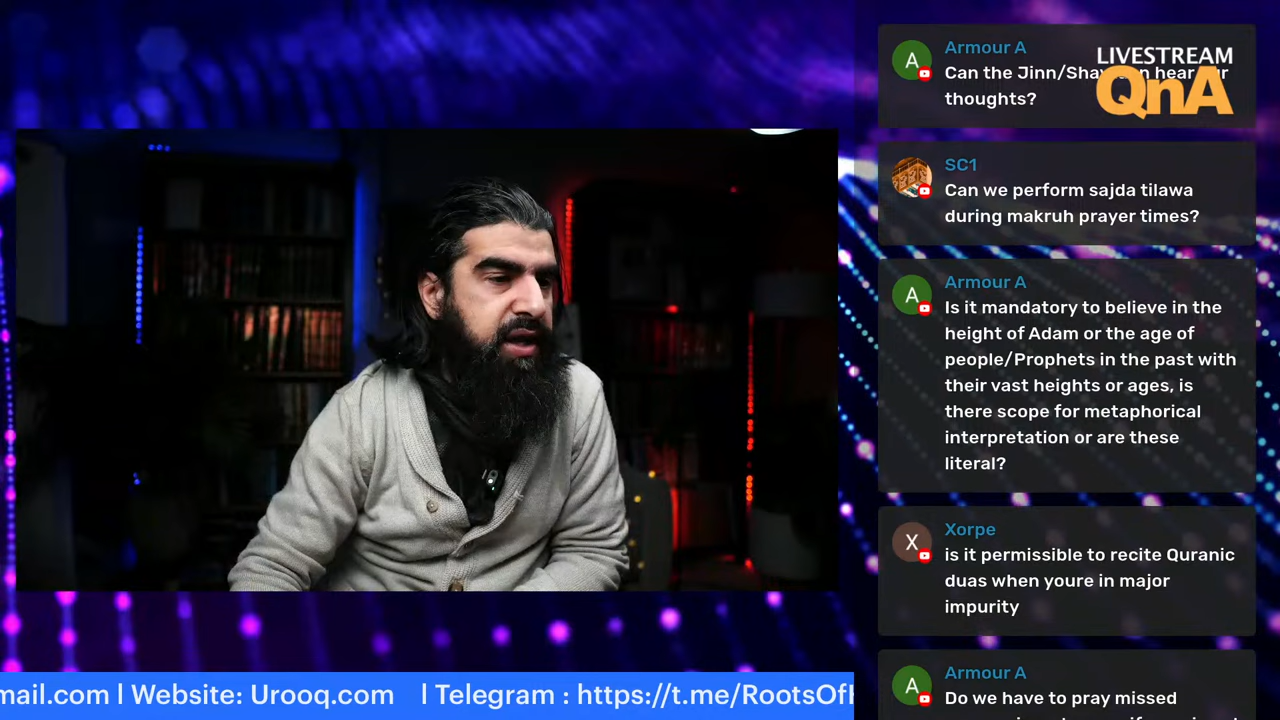 Armour A
LIVESTREAM
QnA
Can the Jinn/
thoughts?
SC1
Can we perform sajda tilawa
during makruh prayer times?
Armour A
Is it mandatory to believe in the
height of Adam or the age of
people/Prophets in the past with
their vast heights or ages, is
there scope for metaphorical
interpretation or are these
literal?
Xorpe
is it permissible to recite Quranic
duas when youre in major
impurity
Armour A
Do we have to pray missed
mail.com | Website: Urooq.com | Telegram : https://t.me/RootsOf